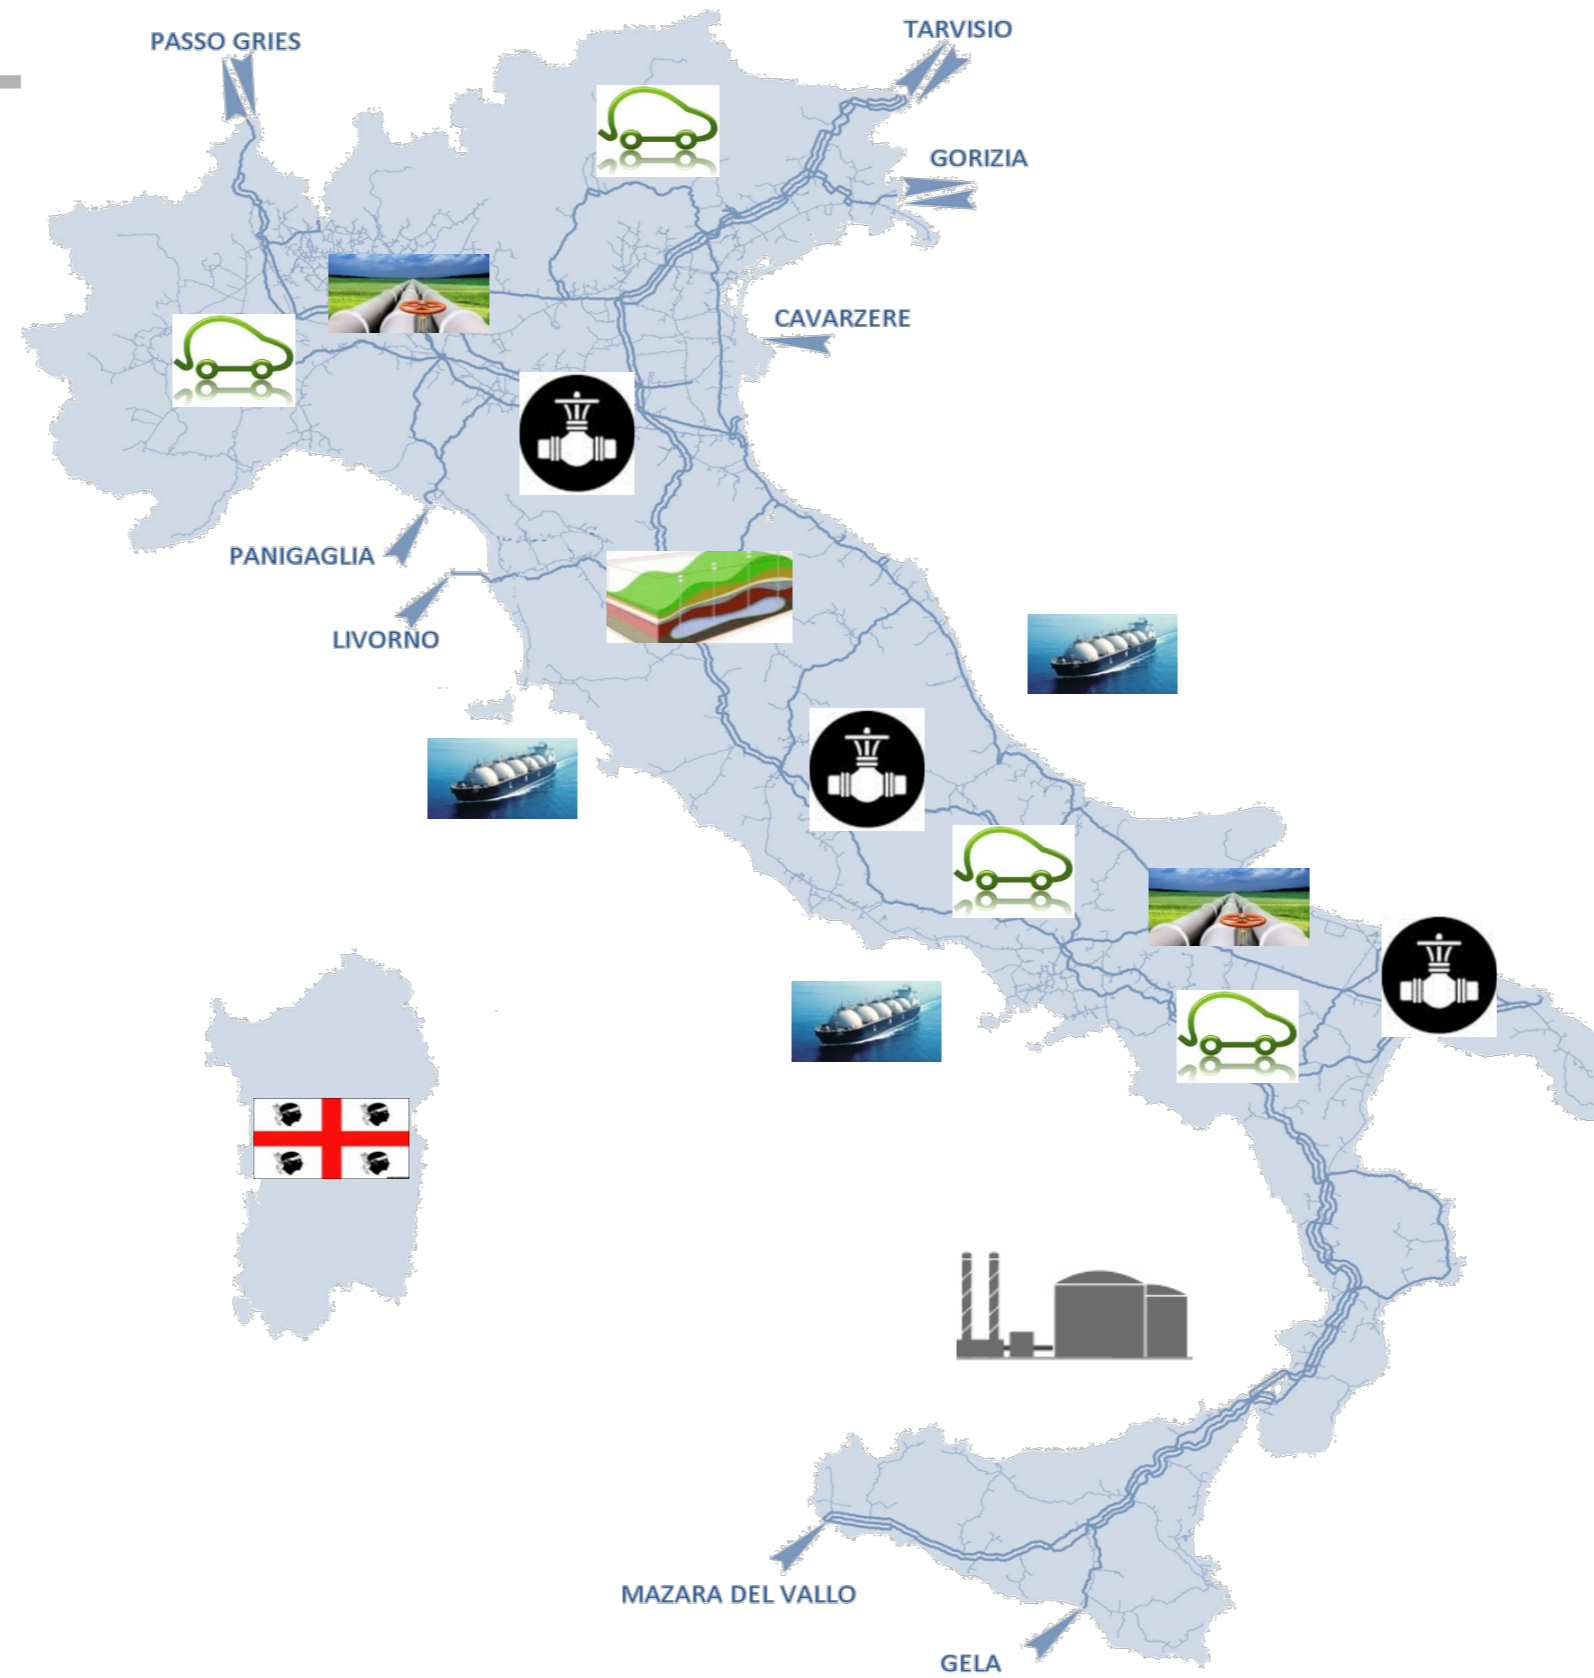 PASSO GRIES
TARVISIO
GORIZIA
CAVARZERE
PANIGAGLIA
LIVORNO
MAZARA DEL VALLO
GELA